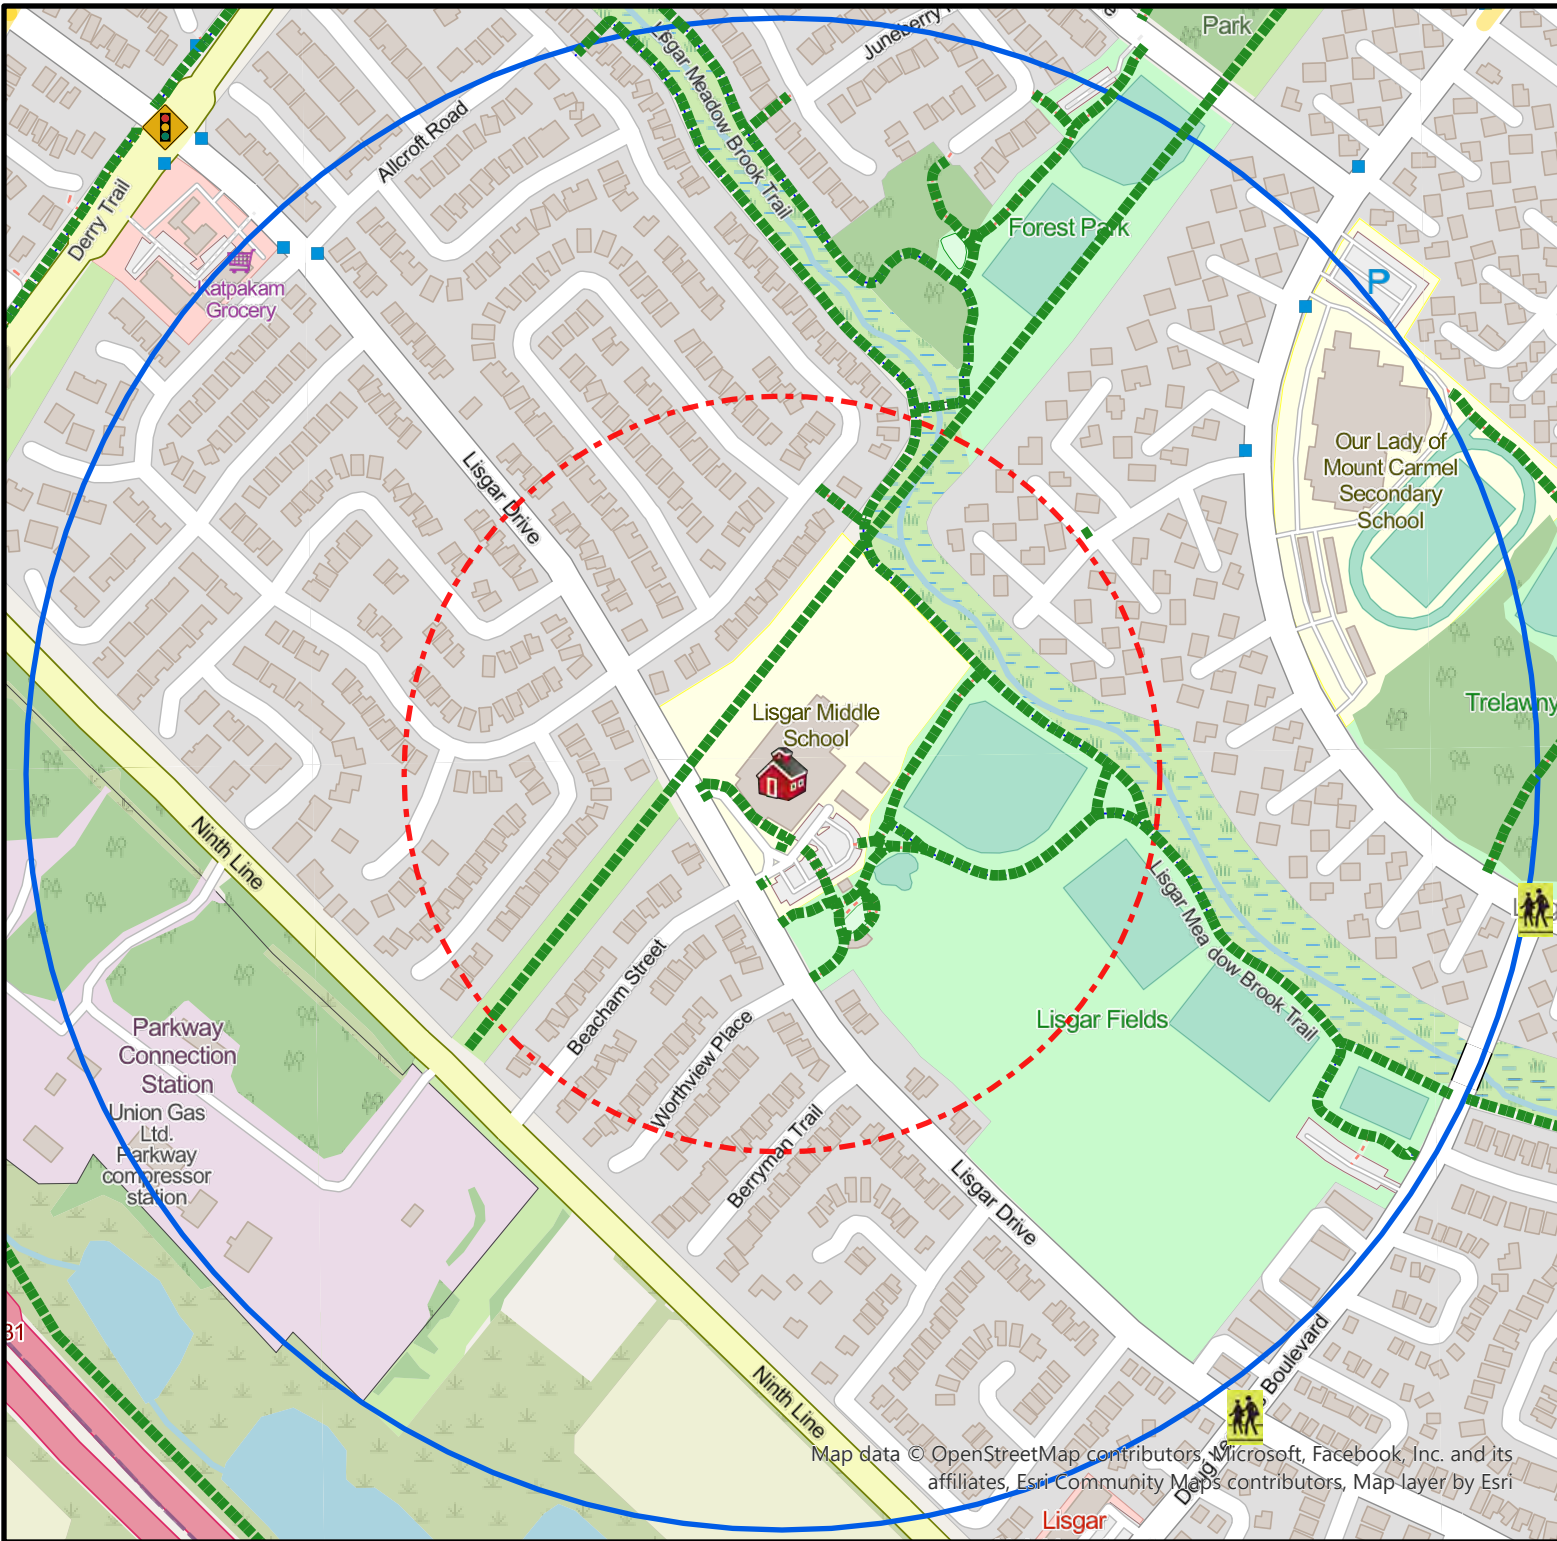 Park
Juneberry
Lisgar Meadow Brook Trail
Allcroft Road
Derry Trail
Forest Park
Katpakam
Grocery
P
Our Lady of
Mount Carmel
Secondary
School
Lisgar Drive
Trelawny
Lisgar Middle
School
Ninth Line
Lisgar Meadow Brook Trail
Beacham Street
Worthview Place
Lisgar Fields
Parkway
Connection
Station
Union Gas
Ltd.
Parkway
compressor
station
Berryman Trail
Lisgar Drive
Boulevard
Ninth Line
Map data © OpenStreetMap contributors, Microsoft, Facebook, Inc. and its
affiliates, Esri Community Maps contributors, Map layer by Esri
Lisgar